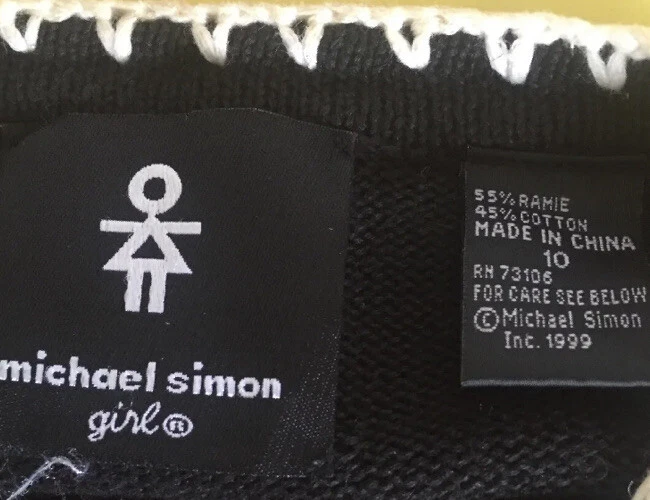 michael simon
girl®
55% RAMIE
45% COTTON
MADE IN CHINA
10
RN 73106
FOR CARE SEE BELOW
© Michael Simon
Inc. 1999